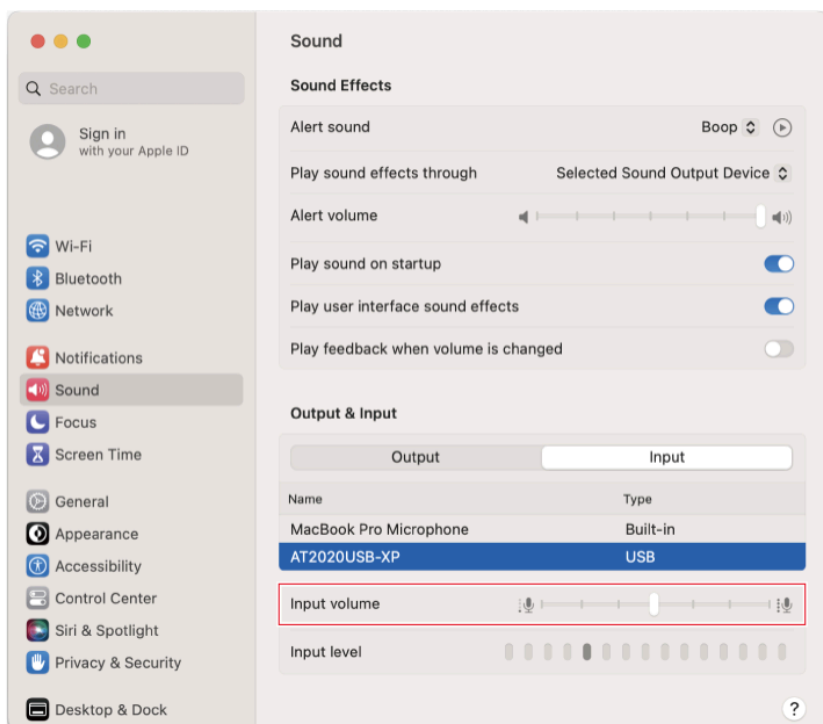 Search
Sign in
with your Apple ID
Wi-Fi
Bluetooth
Network
Notifications
Sound
Focus
Screen Time
General
Appearance
Accessibility
Control Center
Siri & Spotlight
Privacy & Security
Desktop & Dock
Sound
Sound Effects
Alert sound Boop
Play sound effects through Selected Sound Output Device
Alert volume
Play sound on startup
Play user interface sound effects
Play feedback when volume is changed
Output & Input
Output Input
Name Type
MacBook Pro Microphone Built-in
AT2020USB-XP USB
Input volume
Input level
?